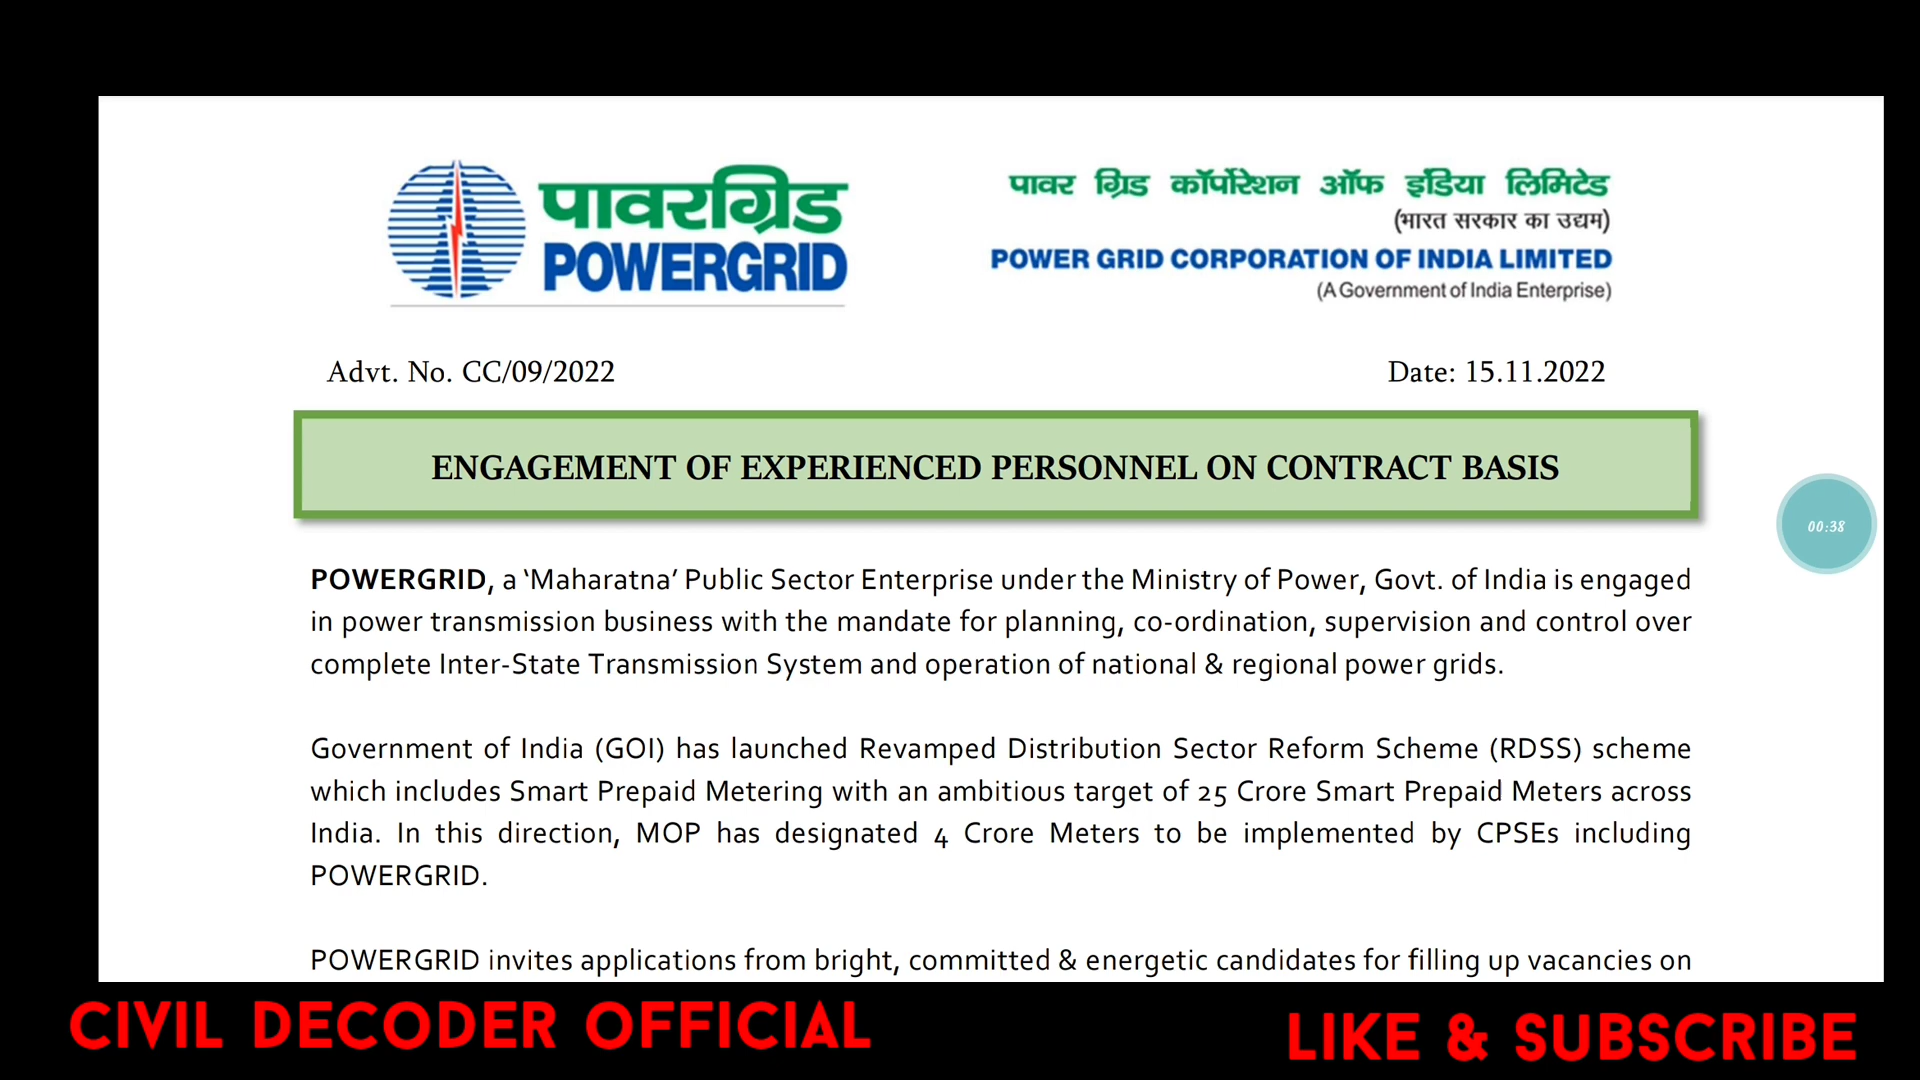 पावरग्रिड
POWERGRID
पावर ग्रिड कॉर्पोरेशन ऑफ इंडिया लिमिटेड
(भारत सरकार का उद्यम)
POWER GRID CORPORATION OF INDIA LIMITED
(A Government of India Enterprise)
Advt. No. CC/09/2022
Date: 15.11.2022
ENGAGEMENT OF EXPERIENCED PERSONNEL ON CONTRACT BASIS
POWERGRID, a ‘Maharatna’ Public Sector Enterprise under the Ministry of Power, Govt. of India is engaged
in power transmission business with the mandate for planning, co-ordination, supervision and control over
complete Inter-State Transmission System and operation of national & regional power grids.
Government of India (GOI) has launched Revamped Distribution Sector Reform Scheme (RDSS) scheme
which includes Smart Prepaid Metering with an ambitious target of 25 Crore Smart Prepaid Meters across
India. In this direction, MOP has designated 4 Crore Meters to be implemented by CPSEs including
POWERGRID.
POWERGRID invites applications from bright, committed & energetic candidates for filling up vacancies on
00:38
CIVIL DECODER OFFICIAL
LIKE & SUBSCRIBE